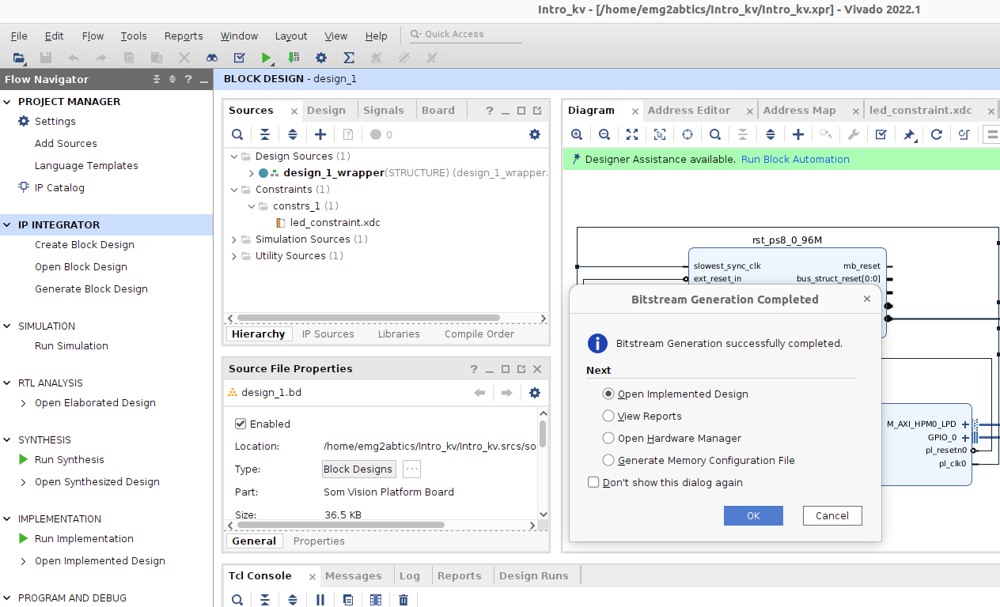 Intro_kv - [/home/emg2abtics/Intro_kv/Intro_kv.xpr] - Vivado 2022.1
File Edit Flow Tools Reports Window Layout View Help Quick Access
Flow Navigator
BLOCK DESIGN - design_1
PROJECT MANAGER
Settings
Add Sources
Language Templates
IP Catalog
IP INTEGRATOR
Create Block Design
Open Block Design
Generate Block Design
SIMULATION
Run Simulation
RTL ANALYSIS
Open Elaborated Design
SYNTHESIS
Run Synthesis
Open Synthesized Design
IMPLEMENTATION
Run Implementation
Open Implemented Design
PROGRAM AND DEBUG
Sources Design Signals Board
0
Design Sources (1)
design_1_wrapper(STRUCTURE) (design_1_wrapper.
Constraints (1)
constrs_1 (1)
led_constraint.xdc
Simulation Sources (1)
Utility Sources (1)
Hierarchy IP Sources Libraries Compile Order
Source File Properties
design_1.bd
Enabled
Location: /home/emg2abtics/Intro_kv/Intro_kv.srcs/so
Type: Block Designs ...
Part: Som Vision Platform Board
Size: 36.5 KB
General Properties
Diagram Address Editor Address Map led_constraint.xdc
Designer Assistance available. Run Block Automation
rst_ps8_0_96M
slowest_sync_clk mb_reset
ext_reset_in bus_struct_reset[0:0]
M_AXI_HPM0_LPD
GPIO_0
pl_resetn0
pl_clk0
Bitstream Generation Completed
Bitstream Generation successfully completed.
Next
Open Implemented Design
View Reports
Open Hardware Manager
Generate Memory Configuration File
Don't show this dialog again
OK Cancel
Tcl Console Messages Log Reports Design Runs